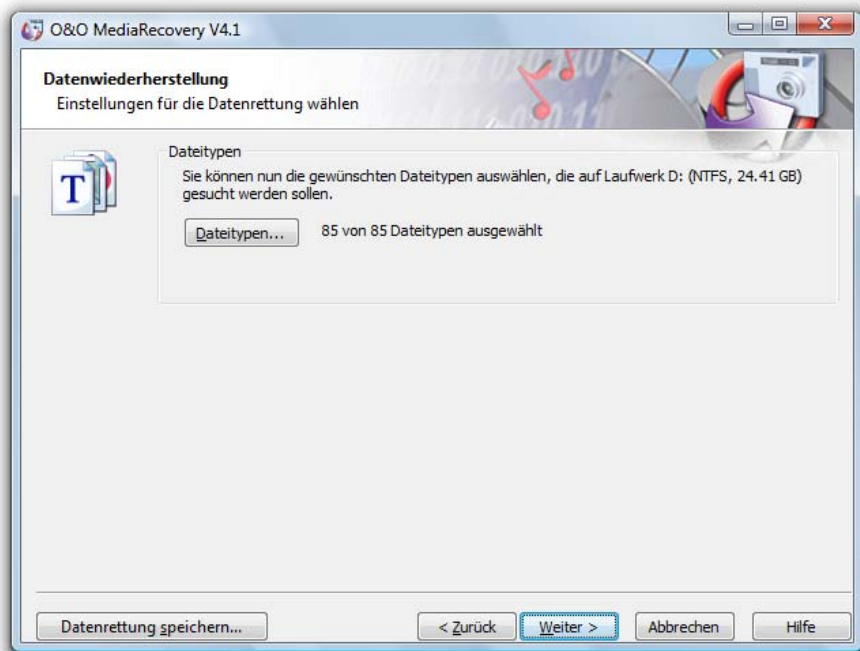 O&O MediaRecovery V4.1
Datenwiederherstellung
Einstellungen für die Datenrettung wählen
Dateitypen
Sie können nun die gewünschten Dateitypen auswählen, die auf Laufwerk D: (NTFS, 24.41 GB)
gesucht werden sollen.
Dateitypen... 85 von 85 Dateitypen ausgewählt
T
Datenrettung speichern... < Zurück Weiter > Abbrechen Hilfe